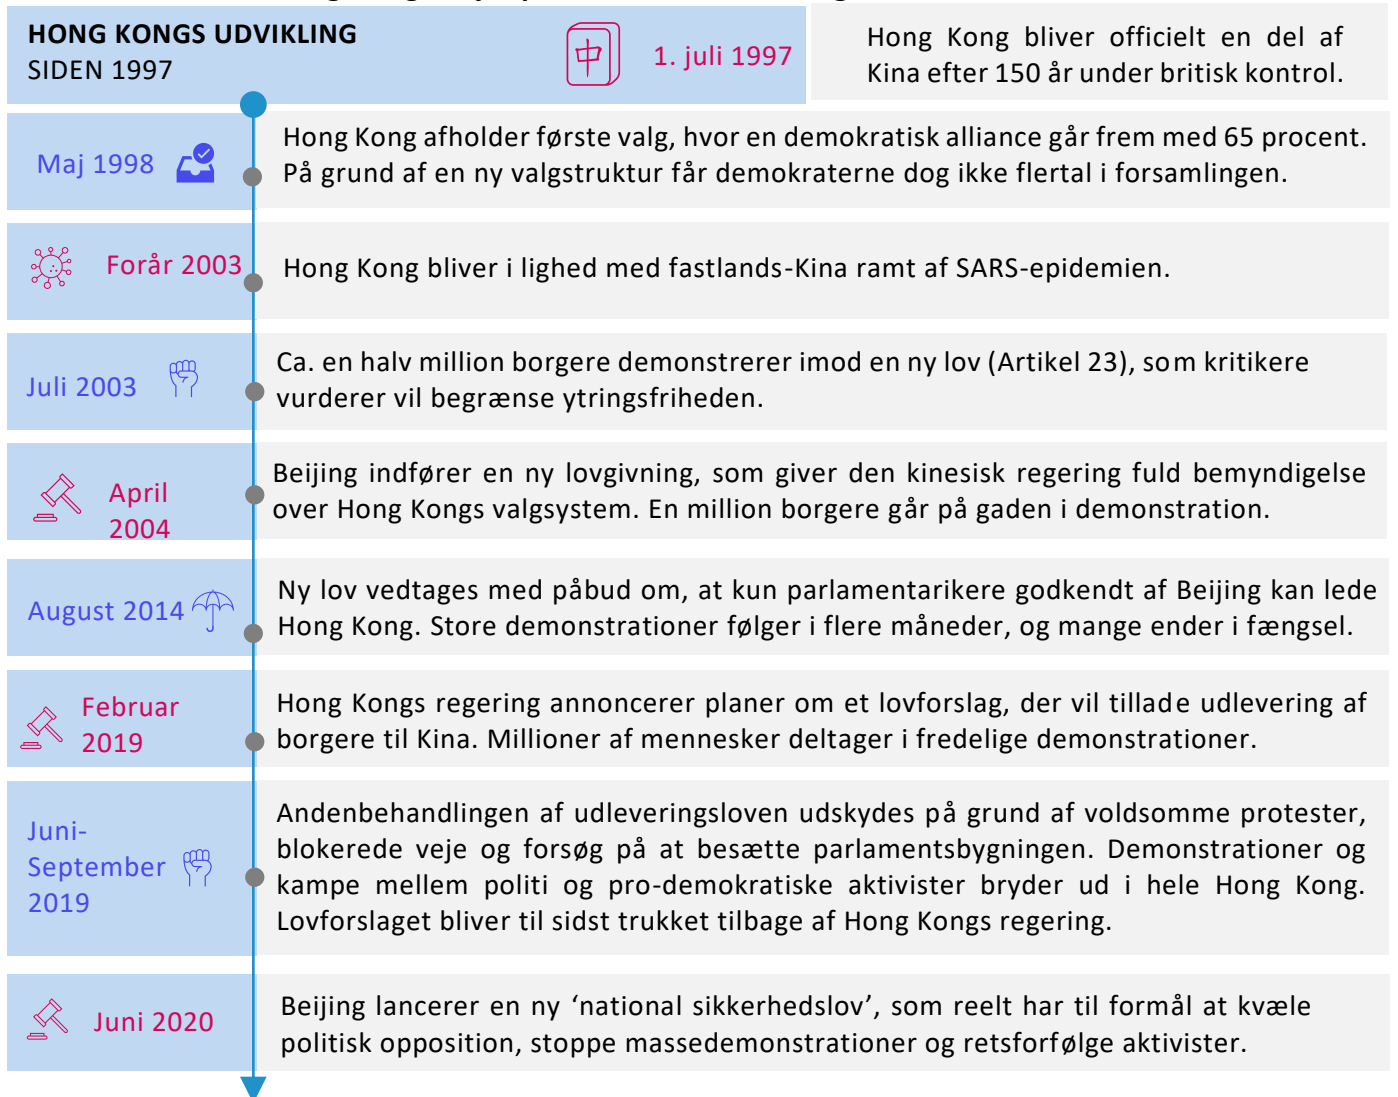 HONG KONGS UDVIKLING
SIDEN 1997
中
1. juli 1997
Hong Kong bliver officielt en del af
Kina efter 150 år under britisk kontrol.
Maj 1998
Hong Kong afholder første valg, hvor en demokratisk alliance går frem med 65 procent.
På grund af en ny valgstruktur får demokraterne dog ikke flertal i forsamlingen.
Forår 2003
Hong Kong bliver i lighed med fastlands-Kina ramt af SARS-epidemien.
Juli 2003
Ca. en halv million borgere demonstrerer imod en ny lov (Artikel 23), som kritikere
vurderer vil begrænse ytringsfriheden.
April
2004
Beijing indfører en ny lovgivning, som giver den kinesisk regering fuld bemyndigelse
over Hong Kongs valgsystem. En million borgere går på gaden i demonstration.
August 2014
Ny lov vedtages med påbud om, at kun parlamentarikere godkendt af Beijing kan lede
Hong Kong. Store demonstrationer følger i flere måneder, og mange ender i fængsel.
Februar
2019
Hong Kongs regering annoncerer planer om et lovforslag, der vil tillade udlevering af
borgere til Kina. Millioner af mennesker deltager i fredelige demonstrationer.
Juni-
September
2019
Andenbehandlingen af udleveringsloven udskydes på grund af voldsomme protester,
blokerede veje og forsøg på at besætte parlamentsbygningen. Demonstrationer og
kampe mellem politi og pro-demokratiske aktivister bryder ud i hele Hong Kong.
Lovforslaget bliver til sidst trukket tilbage af Hong Kongs regering.
Juni 2020
Beijing lancerer en ny ‘national sikkerhedslov’, som reelt har til formål at kvæle
politisk opposition, stoppe massedemonstrationer og retsforfølge aktivister.